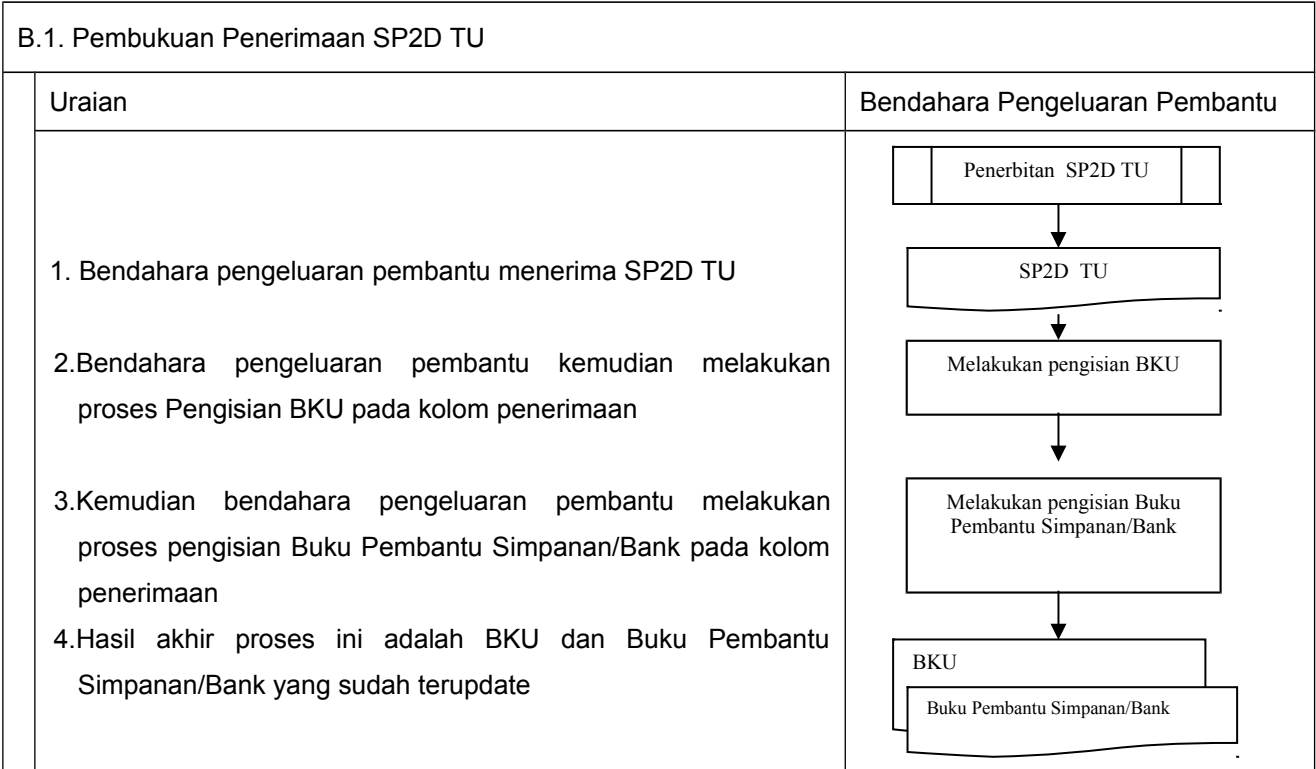 B.1. Pembukuan Penerimaan SP2D TU
Uraian
Bendahara Pengeluaran Pembantu
1. Bendahara pengeluaran pembantu menerima SP2D TU
2.Bendahara pengeluaran pembantu kemudian melakukan
proses Pengisian BKU pada kolom penerimaan
3.Kemudian bendahara pengeluaran pembantu melakukan
proses pengisian Buku Pembantu Simpanan/Bank pada kolom
penerimaan
4.Hasil akhir proses ini adalah BKU dan Buku Pembantu
Simpanan/Bank yang sudah terupdate
Penerbitan SP2D TU
SP2D TU
Melakukan pengisian BKU
Melakukan pengisian Buku
Pembantu Simpanan/Bank
BKU
Buku Pembantu Simpanan/Bank